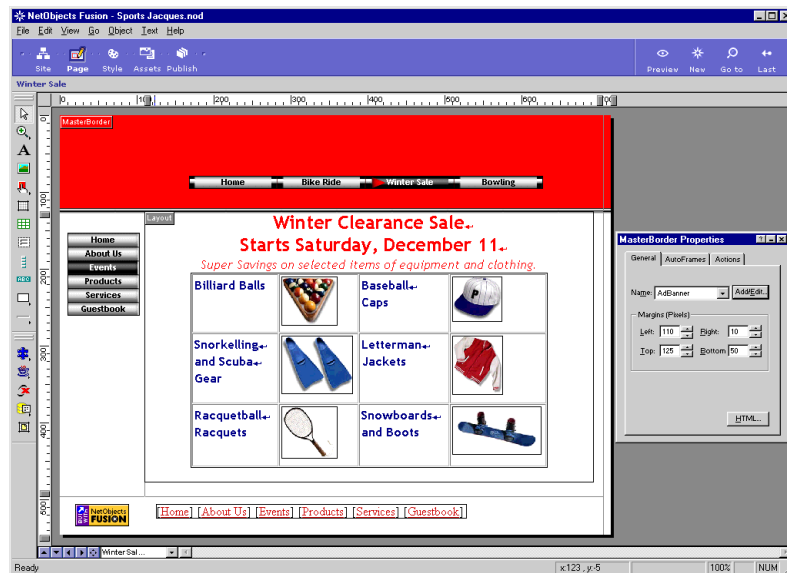 NetObjects Fusion - Sports Jacques.nod
File Edit View Go Object Text Help
Site Page Style Assets Publish
Preview New Go to Last
Winter Sale
0 100 200 300 400 500 600 700
MasterBorder
Home Bike Ride Winter Sale Bowling
Layout
Winter Clearance Sale
Starts Saturday, December 11
Super Savings on selected items of equipment and clothing.
Home
About Us
Events
Products
Services
Guestbook
Billiard Balls
Baseball
Caps
Snorkelling
and Scuba
Gear
Letterman
Jackets
Racquetball
Racquets
Snowboards
and Boots
MasterBorder Properties
General AutoFrames Actions
Name: AdBanner Add/Edit...
Margins (Pixels)
Left: 110 Right: 10
Top: 125 Bottom 50
HTML...
NetObjects
FUSION
[Home] [About Us] [Events] [Products] [Services] [Guestbook]
Winter Sal...
Ready
x:123 , y:-5
100%
NUM